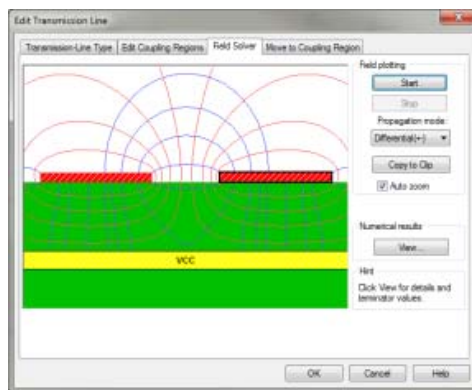 Edit Transmission Line
Transmission-Line Type
Edit Coupling Regions
Field Solver
Move to Coupling Region
Field plotting
Start
Stop
Propagation mode:
Differential(+-)
Copy to Clip
Auto zoom
Numerical results
View...
Hint
Click View for details and
terminator values.
VCC
OK
Cancel
Help